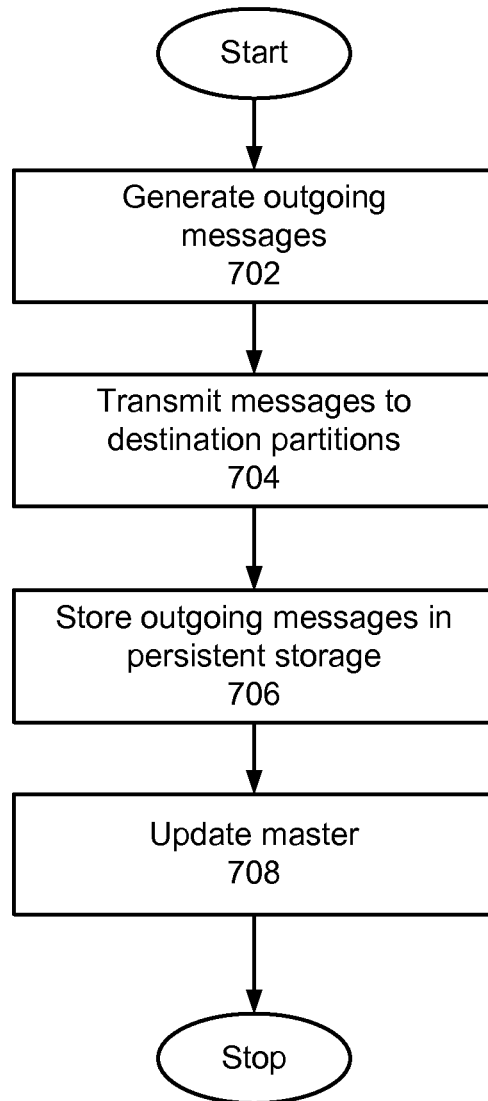 Start
Generate outgoing
messages
702
Transmit messages to
destination partitions
704
Store outgoing messages in
persistent storage
706
Update master
708
Stop